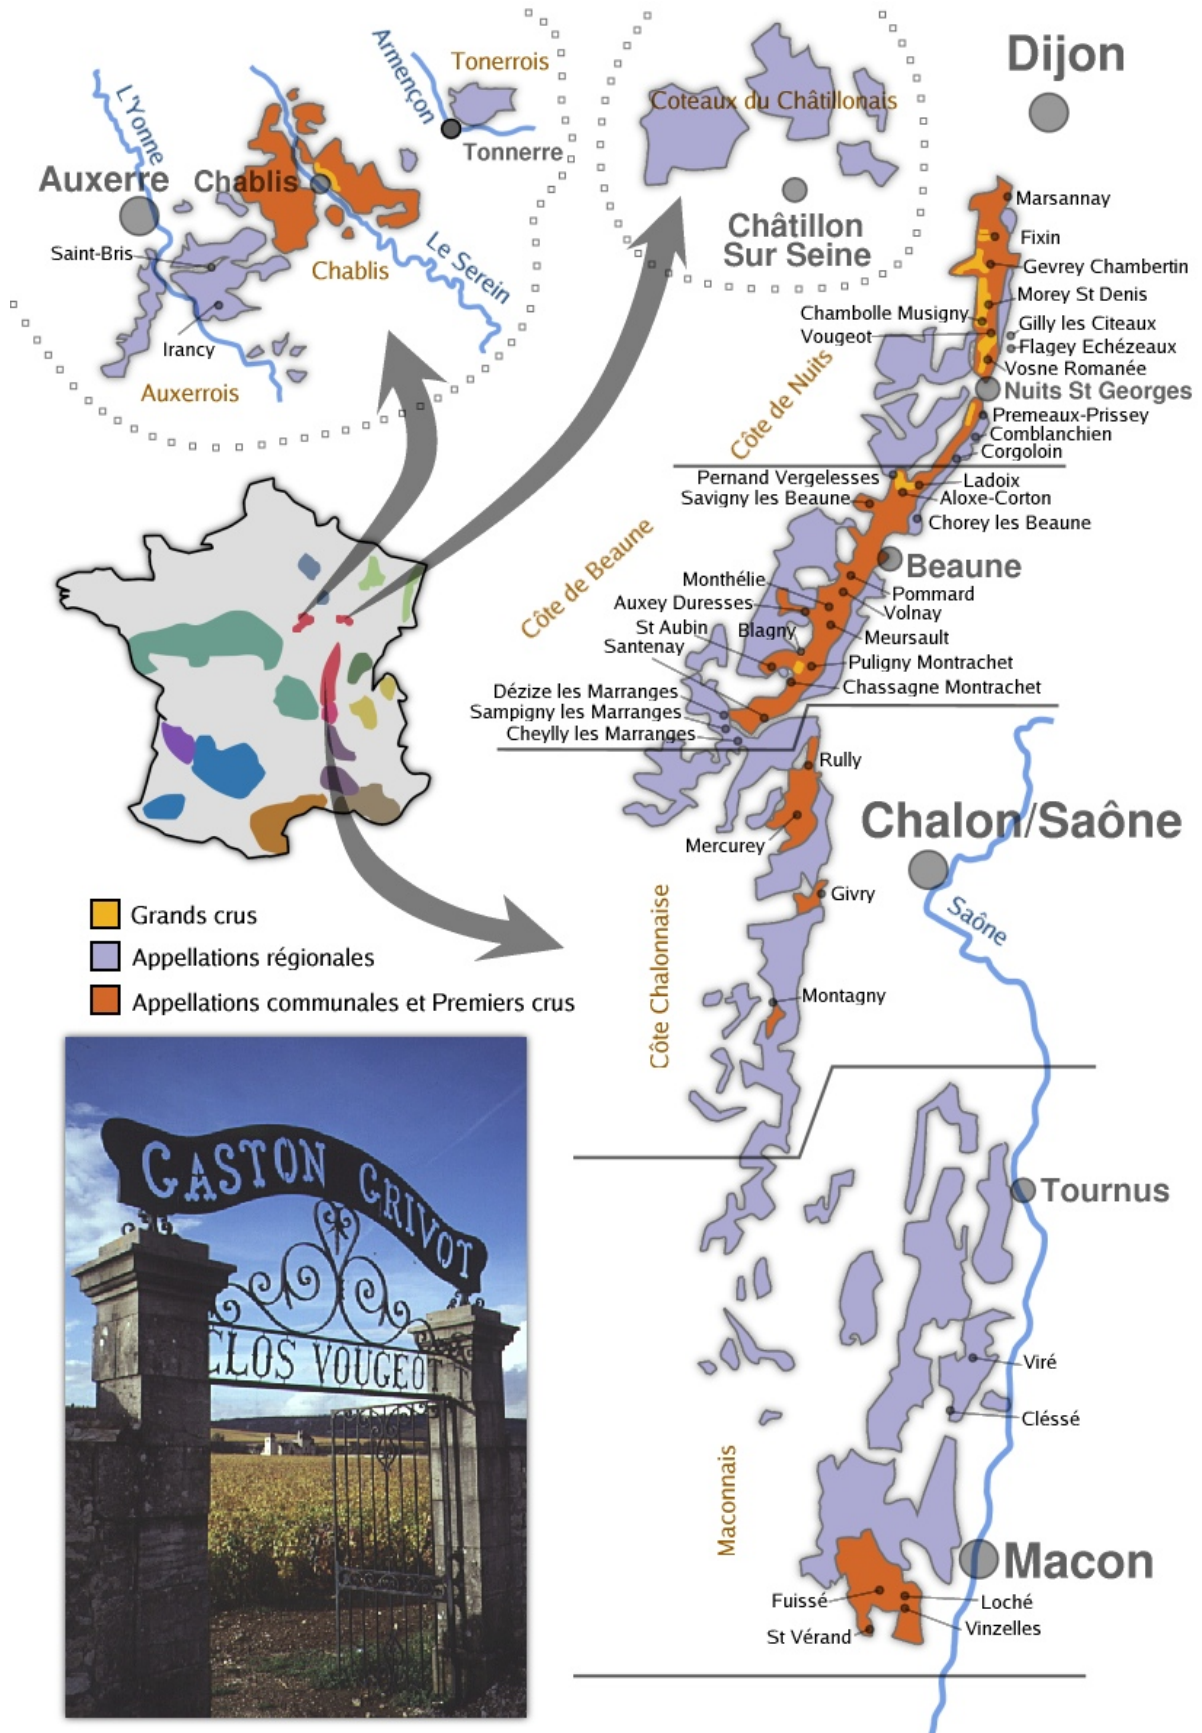 Dijon
Armençon
Tonerrois
Tonnerre
L'Yonne
Auxerre
Chablis
Saint-Bris
Chablis
Le Serein
Irancy
Auxerrois
Coteaux du Châtillonais
Châtillon
Sur Seine
Marsannay
Fixin
Gevrey Chambertin
Morey St Denis
Chambolle Musigny
Gilly les Citeaux
Vougeot
Flagey Echézeaux
Vosne Romanée
Nuits St Georges
Côte de Nuits
Premeaux-Prissey
Comblanchien
Corgoloin
Pernand Vergelesses
Ladoix
Savigny les Beaune
Aloxe-Corton
Chorey les Beaune
Côte de Beaune
Beaune
Monthélie
Pommard
Auxey Duresses
Volnay
St Aubin
Blagny
Meursault
Santenay
Puligny Montrachet
Chassagne Montrachet
Dézize les Marranges
Sampigny les Marranges
Cheylly les Marranges
Rully
Chalon/Saône
Mercurey
Givry
Saône
Côte Chalonnaise
Montagny
Grands crus
Appellations régionales
Appellations communales et Premiers crus
Tournus
Viré
Cléssé
Maconnais
Macon
Fuissé
Loché
Vinzelles
St Vérand
GASTON GRIVOT
CLOS VOUGEOT